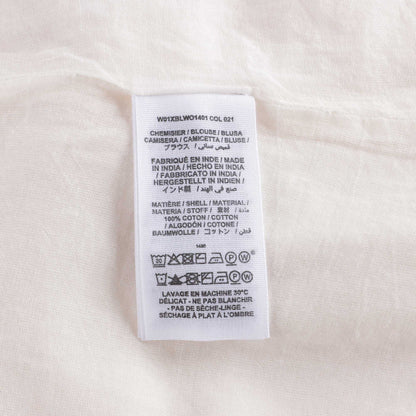 W01XBLWO1401 COL 021
CHEMISIER / BLOUSE / BLUSA
CAMISERA / CAMICETTA / BLUSE
/ ブラウス / قميص نسائي
FABRIQUÉ EN INDE / MADE
IN INDIA / HECHO EN INDIA
/ FABBRICATO IN INDIA /
HERGESTELLT IN INDIEN /
インド製 / صنع في الهند
MATIÈRE / SHELL / MATERIAL /
MATERIA / STOFF / 素材 / مادة
100% COTON / COTTON
/ ALGODÓN / COTONE /
BAUMWOLLE / コットン / قطن
LAVAGE EN MACHINE 30°C
DÉLICAT - NE PAS BLANCHIR
- PAS DE SÈCHE-LINGE -
SÉCHAGE À PLAT À L'OMBRE